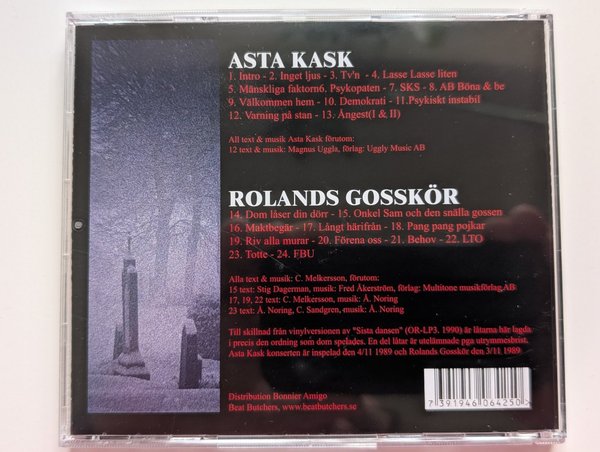 ASTA KASK
1. Intro - 2. Inget ljus - 3. Tv'n - 4. Lasse Lasse liten
5. Mänskliga faktorn6. Psykopaten - 7. SKS - 8. AB Böna & be
9. Välkommen hem - 10. Demokrati - 11.Psykiskt instabil
12. Varning på stan - 13. Ångest(I & II)
All text & musik Asta Kask förutom:
12 text & musik: Magnus Uggla, förlag: Uggly Music AB
ROLANDS GOSSKÖR
14. Dom låser din dörr - 15. Onkel Sam och den snälla gossen
16. Maktbegär - 17. Långt härifrån - 18. Pang pang pojkar
19. Riv alla murar - 20. Förena oss - 21. Behov - 22. LTO
23. Totte - 24. FBU
Alla text & musik: C. Melkersson, förutom:
15 text: Stig Dagerman, musik: Fred Åkerström, förlag: Multitone musikförlag AB
17, 19, 22 text: C. Melkersson, musik: Å. Noring
23 text: Å. Noring, C. Sandgren, musik: Å. Noring
Till skillnad från vinylversionen av "Sista dansen" (OR-LP3, 1990) är låtarna här lagda
i precis den ordning som dom spelades. En del låtar är utelämnade pga utrymmesbrist.
Asta Kask konserten är inspelad den 4/11 1989 och Rolands Gosskör den 3/11 1989
Distribution Bonnier Amigo
Beat Butchers, www.beatbutchers.se
7 391946 064250 >